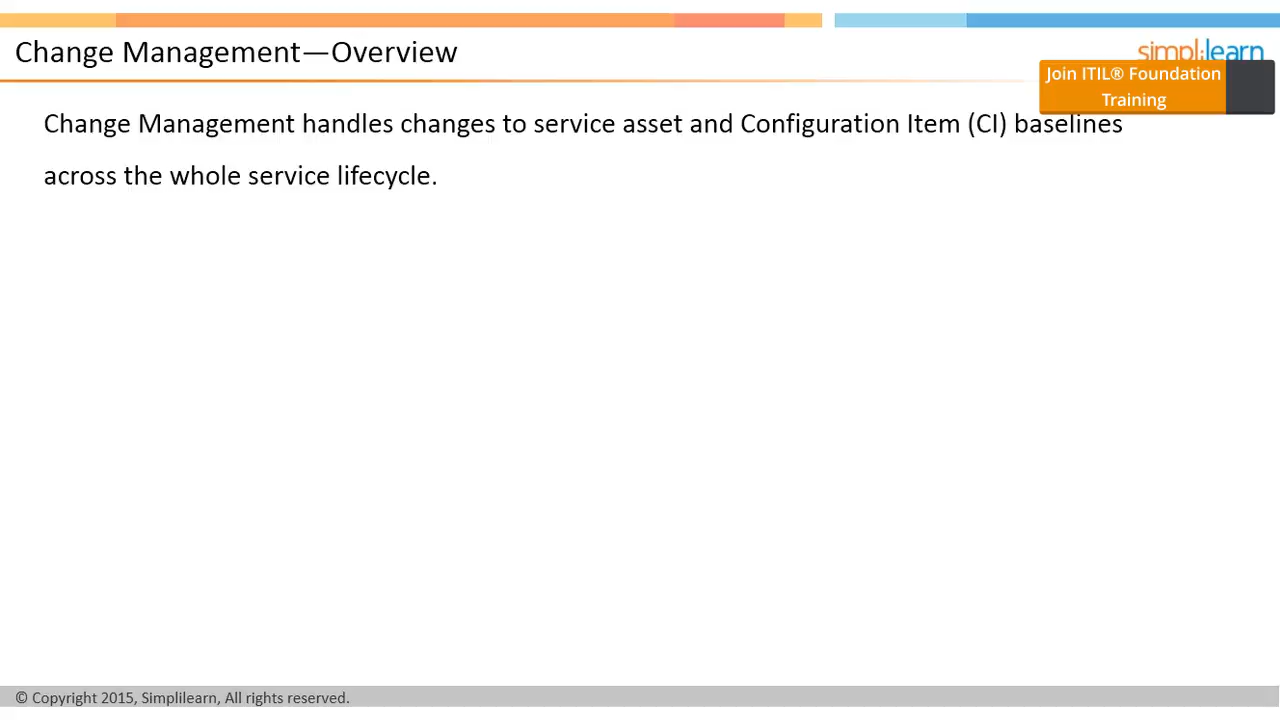 Change Management—Overview
simplilearn
Join ITIL® Foundation
Training
Change Management handles changes to service asset and Configuration Item (CI) baselines
across the whole service lifecycle.
© Copyright 2015, Simplilearn, All rights reserved.